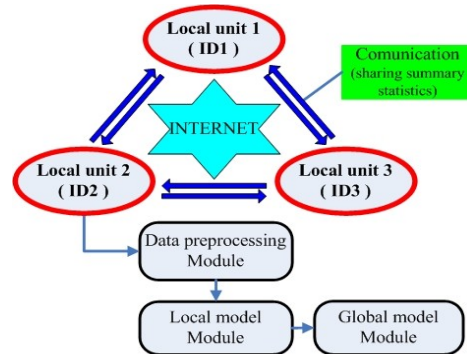 Local unit 1
( ID1 )
Comunication
(sharing summary
statistics)
INTERNET
Local unit 2
( ID2 )
Local unit 3
( ID3 )
Data preprocessing
Module
Local model
Module
Global model
Module